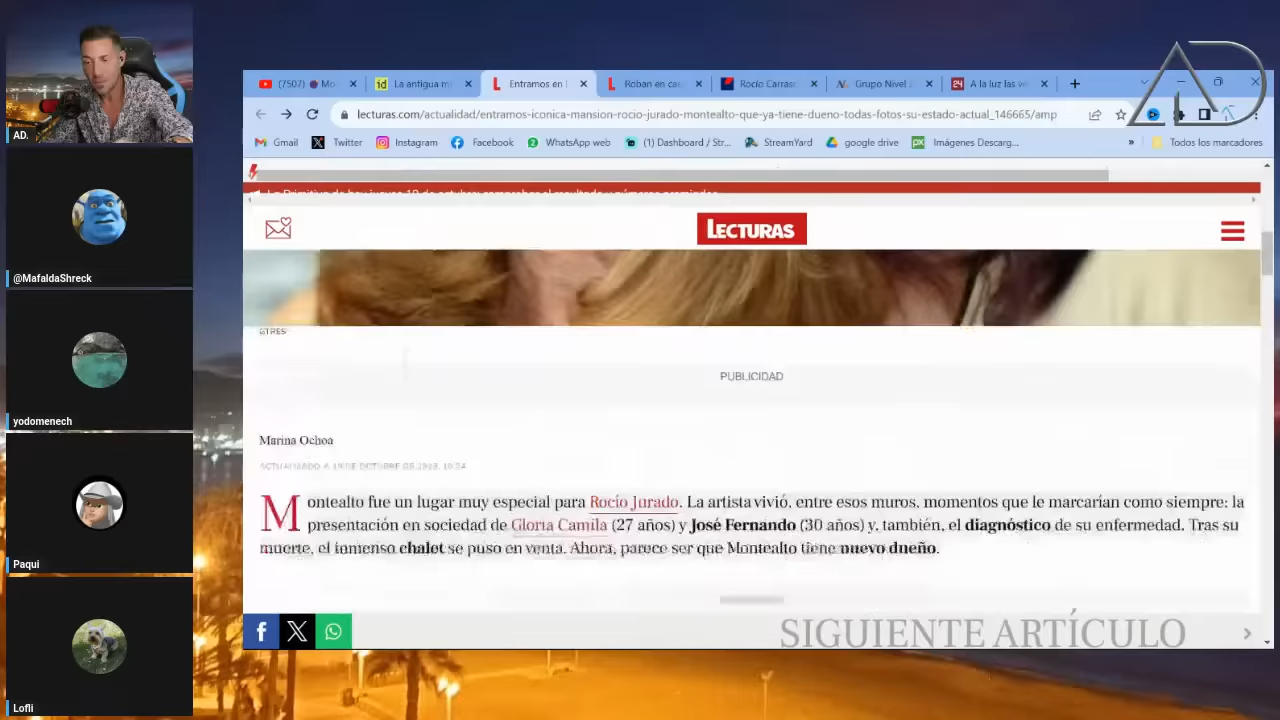 AD.
@MafaldaShreck
yodomenech
Paqui
Lofli
AD
(7507)
La antigua m
Entramos en
Roban en cas
Rocío Carras
Grupo Nivel
A la luz las v
lecturas.com/actualidad/entramos-iconica-mansion-rocio-jurado-montealto-que-ya-tiene-dueno-todas-fotos-su-estado-actual_146665/amp
Gmail
Twitter
Instagram
Facebook
WhatsApp web
(1) Dashboard / Str...
StreamYard
google drive
Imágenes Descarg...
»
Todos los marcadores
LECTURAS
GTRES
PUBLICIDAD
Marina Ochoa
Montealto fue un lugar muy especial para Rocío Jurado. La artista vivió, entre esos muros, momentos que le marcarían como siempre: la
presentación en sociedad de Gloria Camila (27 años) y José Fernando (30 años) y, también, el diagnóstico de su enfermedad. Tras su
muerte, el inmenso chalet se puso en venta. Ahora, parece ser que Montealto tiene nuevo dueño.
SIGUIENTE ARTÍCULO